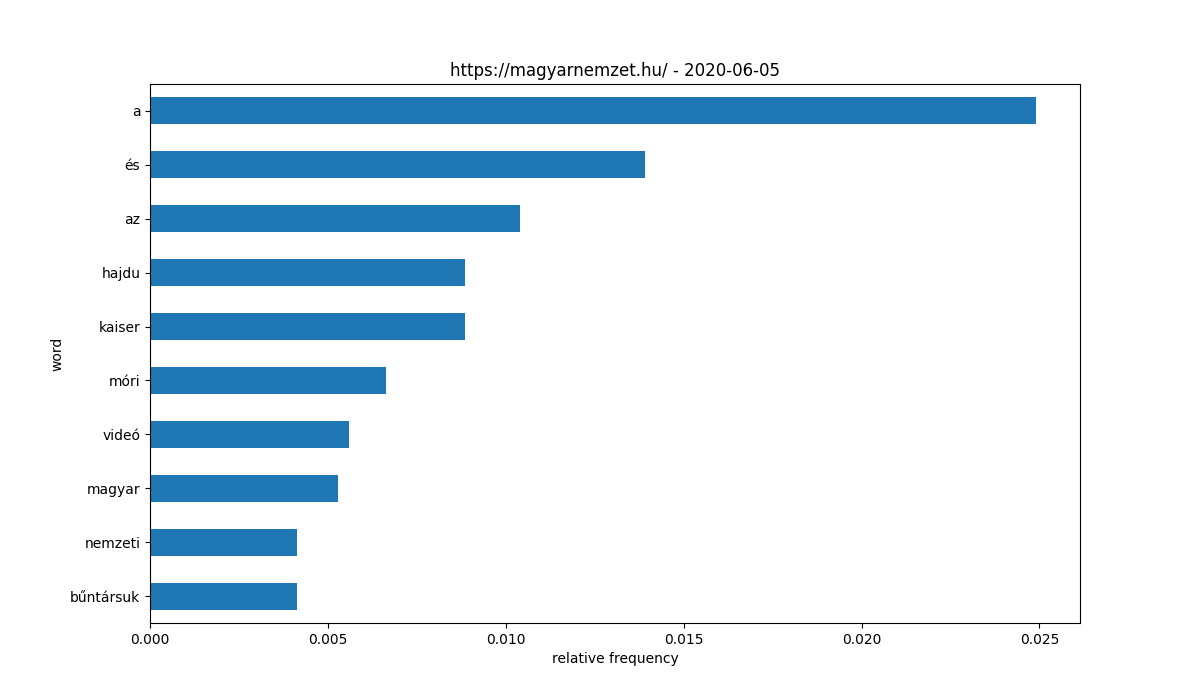 https://magyarnemzet.hu/ - 2020-06-05
word
a
és
az
hajdu
kaiser
móri
videó
magyar
nemzeti
bűntársuk
0.000 0.005 0.010 0.015 0.020 0.025
relative frequency